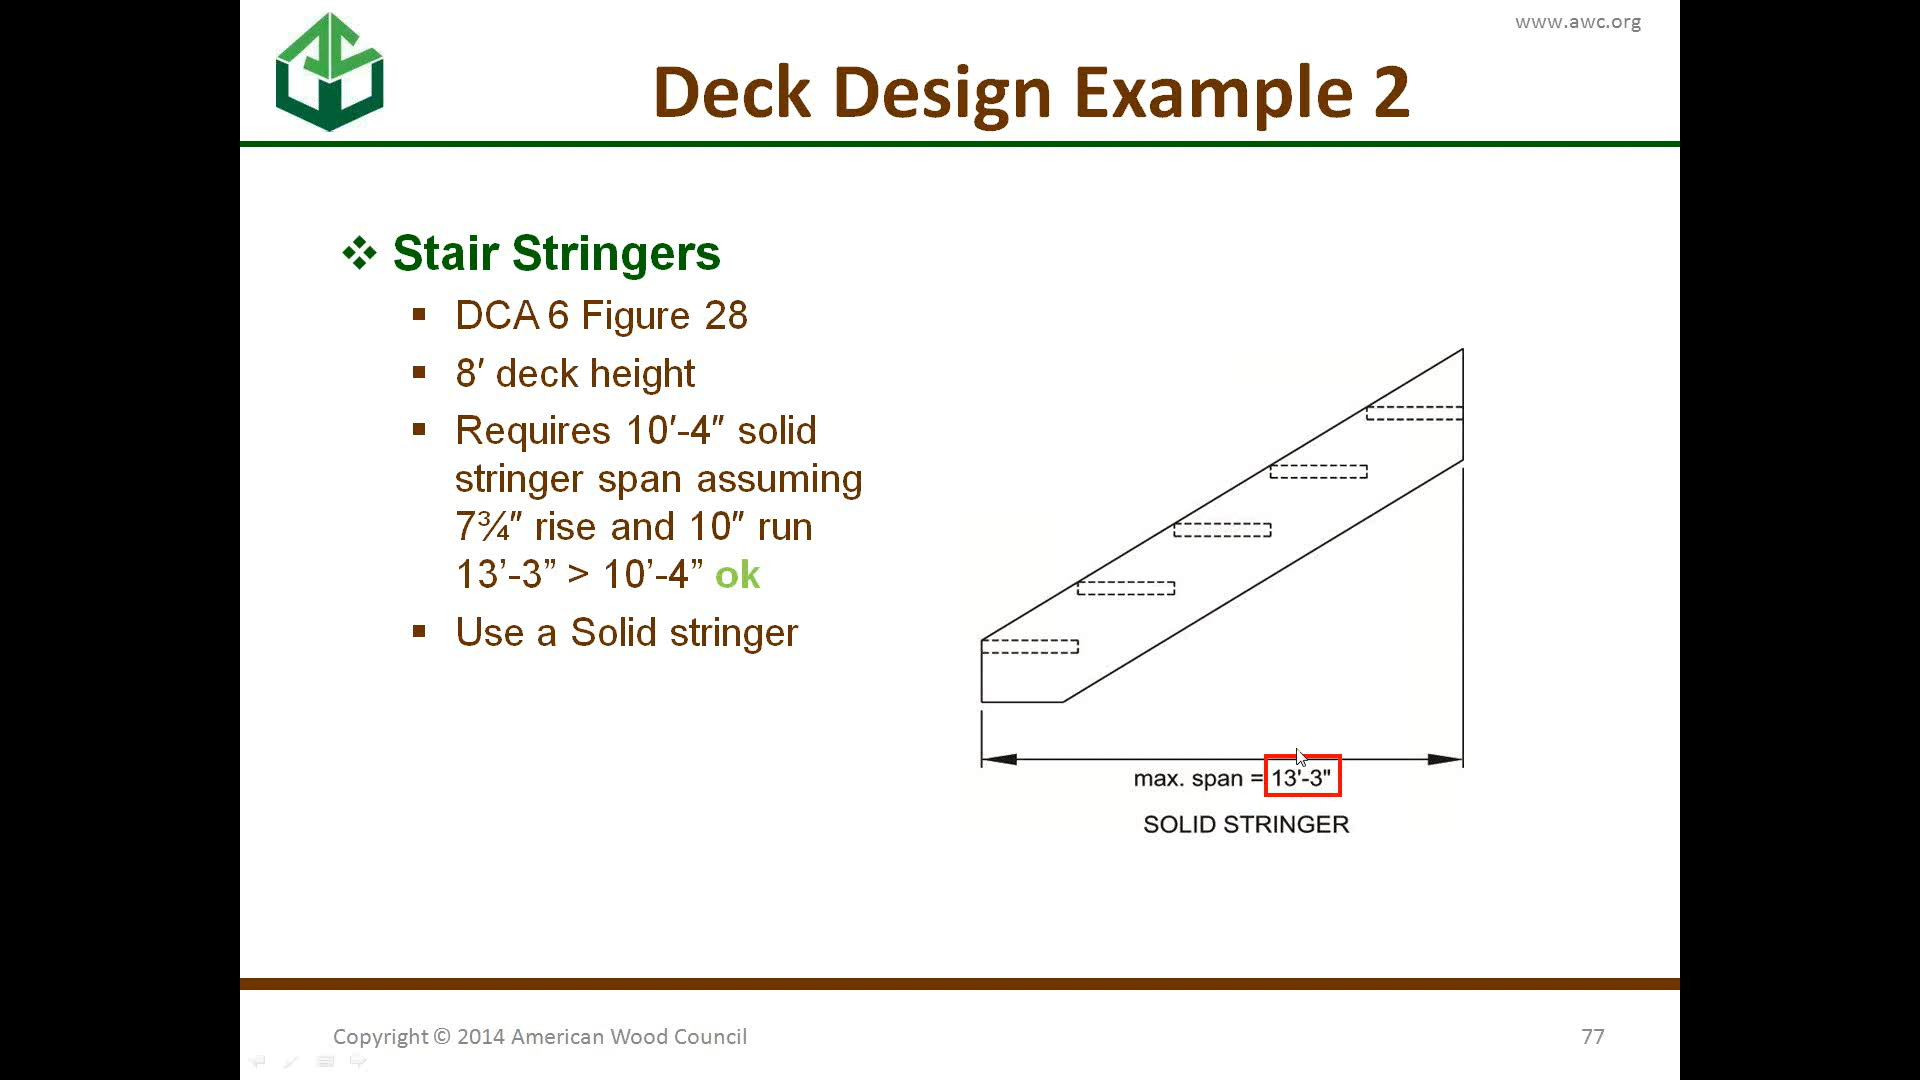 www.awc.org
Deck Design Example 2
❖ Stair Stringers
▪ DCA 6 Figure 28
▪ 8′ deck height
▪ Requires 10′-4″ solid
stringer span assuming
7¾″ rise and 10″ run
13’-3” > 10’-4” ok
▪ Use a Solid stringer
max. span = 13'-3"
SOLID STRINGER
Copyright © 2014 American Wood Council
77